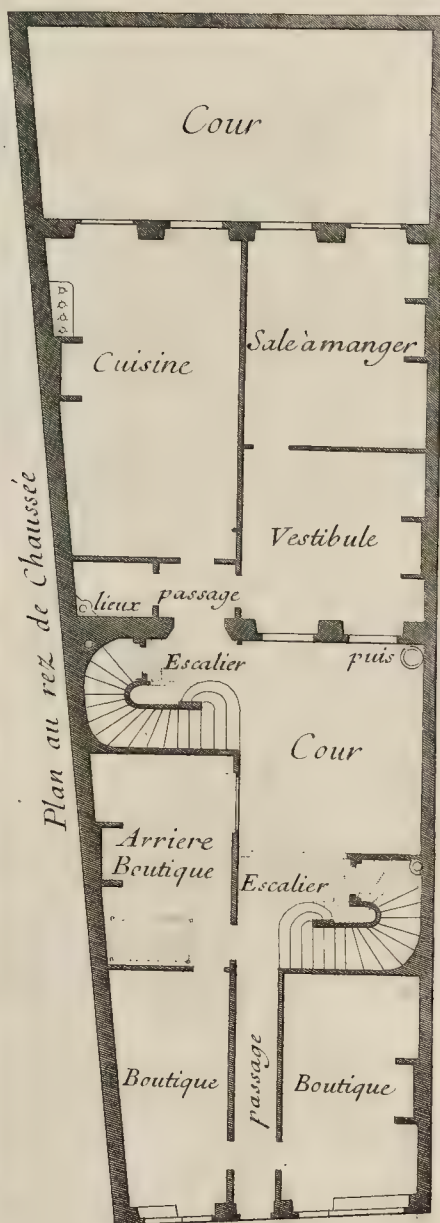 Cour
Cuisine
Sale à manger
Vestibule
lieux
passage
Escalier
puis
Cour
Plan au rez de Chaussée
Arriere
Boutique
Escalier
Boutique
passage
Boutique